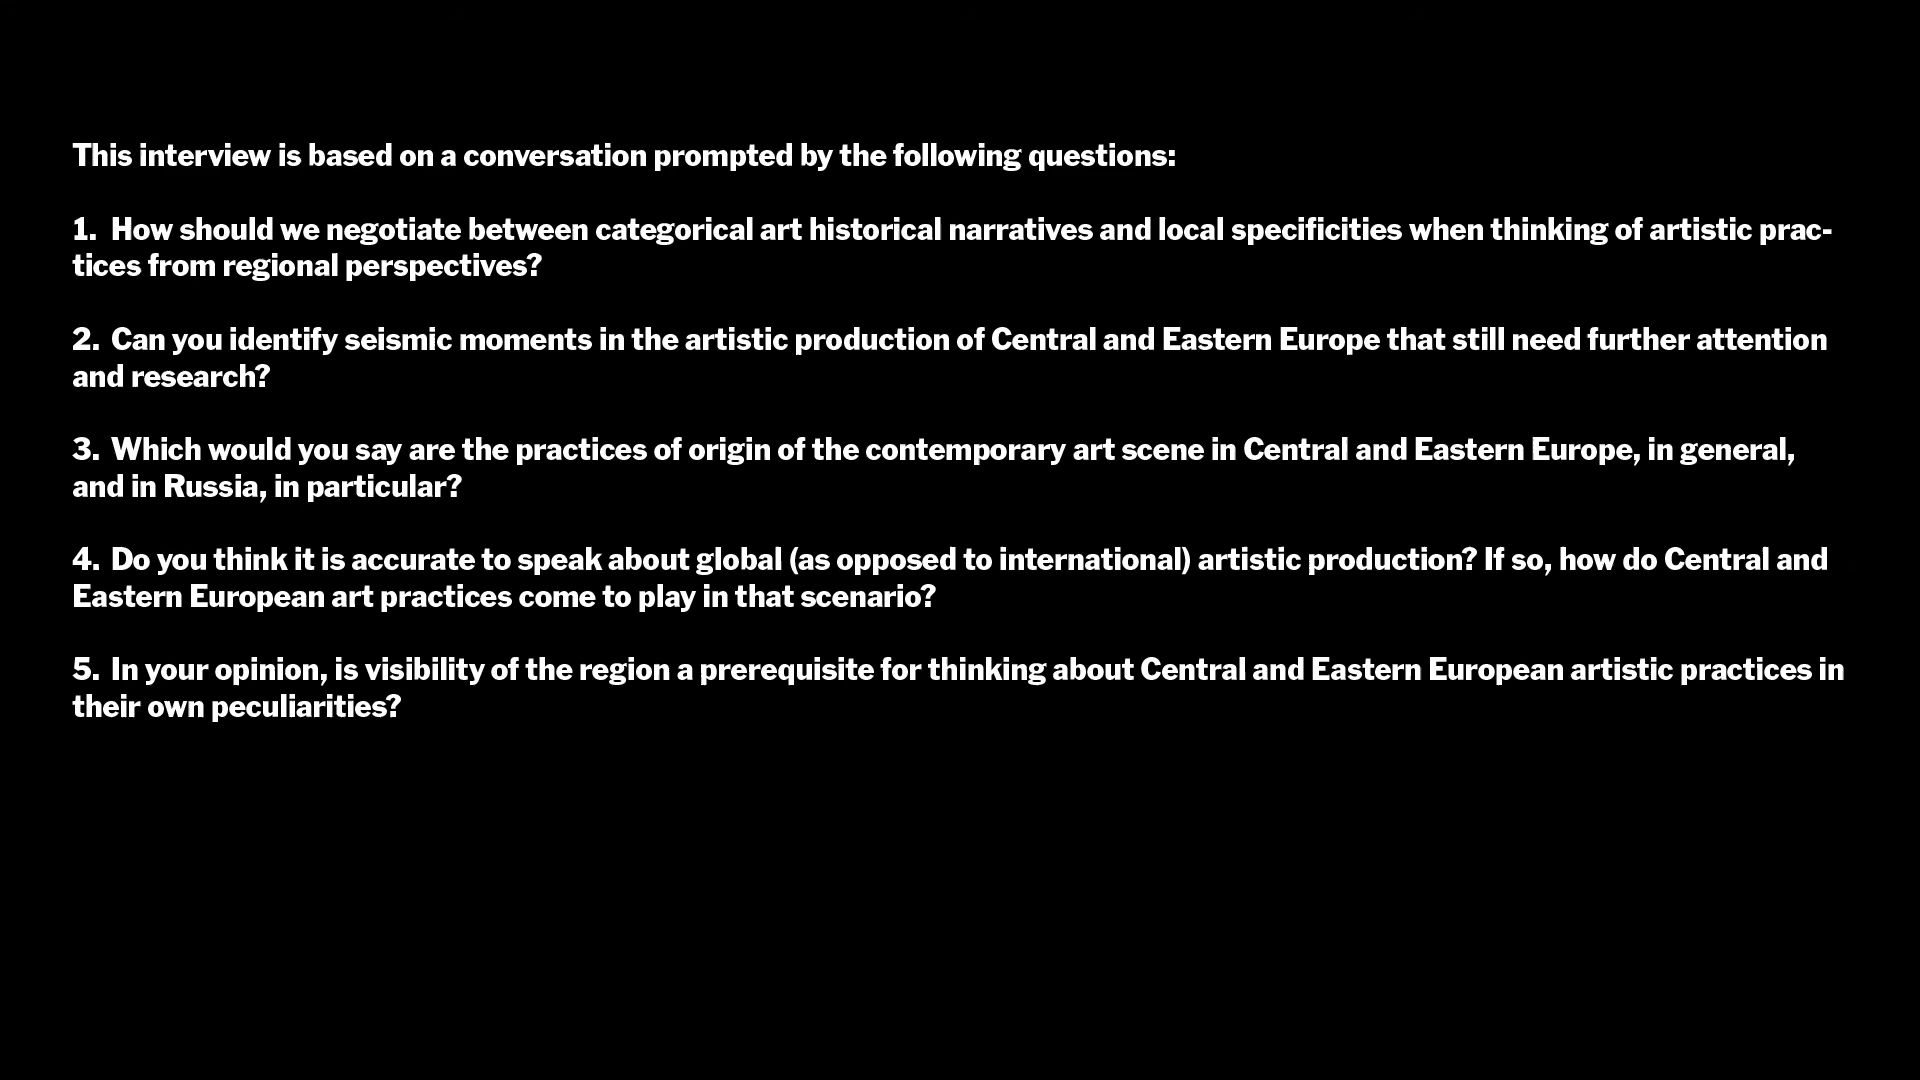 This interview is based on a conversation prompted by the following questions:
1. How should we negotiate between categorical art historical narratives and local specificities when thinking of artistic prac-
tices from regional perspectives?
2. Can you identify seismic moments in the artistic production of Central and Eastern Europe that still need further attention
and research?
3. Which would you say are the practices of origin of the contemporary art scene in Central and Eastern Europe, in general,
and in Russia, in particular?
4. Do you think it is accurate to speak about global (as opposed to international) artistic production? If so, how do Central and
Eastern European art practices come to play in that scenario?
5. In your opinion, is visibility of the region a prerequisite for thinking about Central and Eastern European artistic practices in
their own peculiarities?